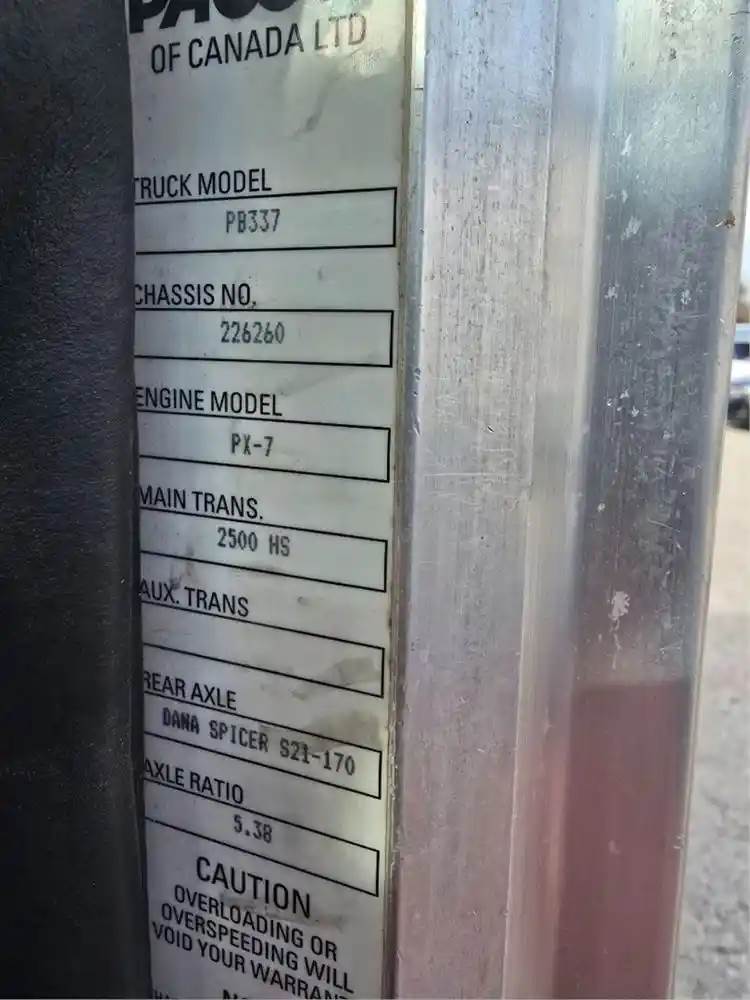 OF CANADA LTD
TRUCK MODEL
PB337
CHASSIS NO.
226260
ENGINE MODEL
PX-7
MAIN TRANS.
2500 HS
AUX. TRANS
REAR AXLE
DANA SPICER S21-170
AXLE RATIO
5.38
CAUTION
OVERLOADING OR
OVERSPEEDING WILL
VOID YOUR